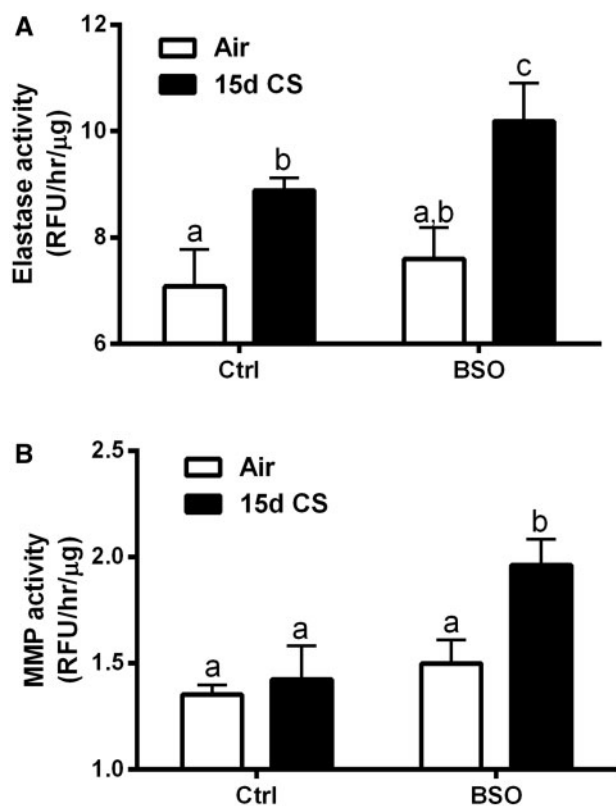 A
Elastase activity
(RFU/hr/µg)
12
10
8
6
Air
15d CS
a
b
a,b
c
Ctrl
BSO
B
MMP activity
(RFU/hr/µg)
2.5
2.0
1.5
1.0
Air
15d CS
a
a
a
b
Ctrl
BSO